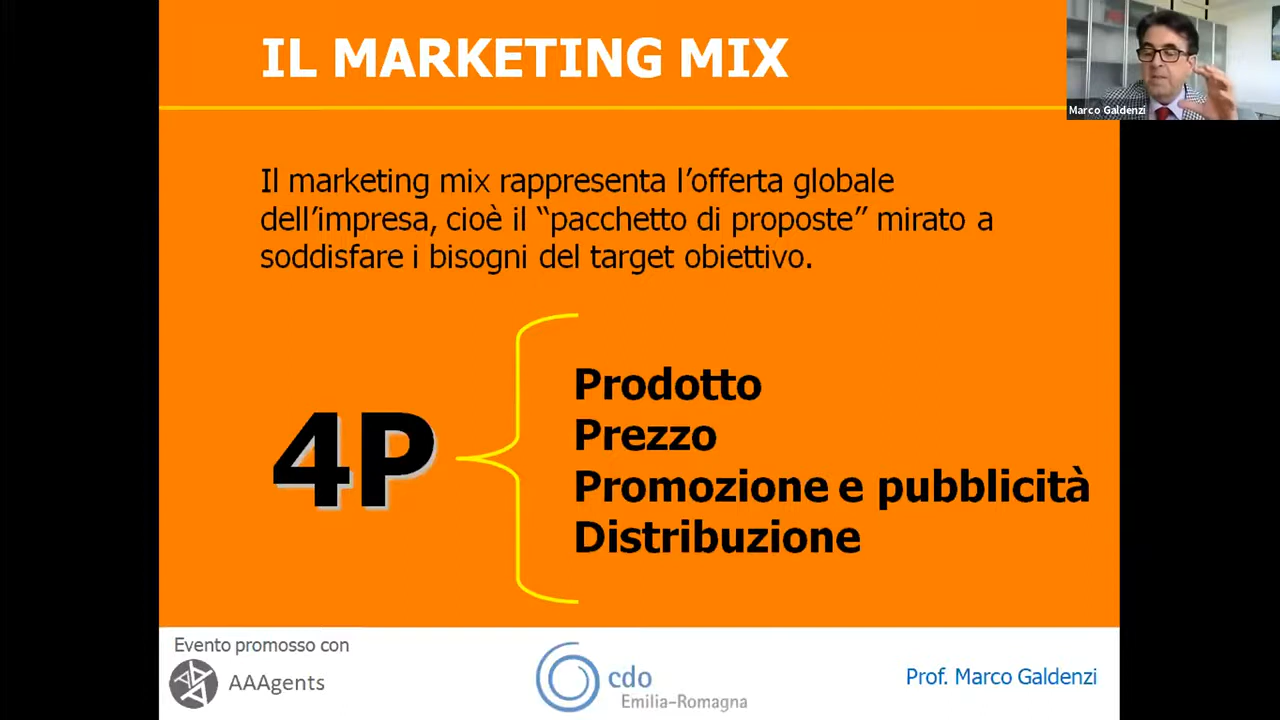 IL MARKETING MIX
Marco Galdenzi
Il marketing mix rappresenta l’offerta globale
dell’impresa, cioè il “pacchetto di proposte” mirato a
soddisfare i bisogni del target obiettivo.
4P
Prodotto
Prezzo
Promozione e pubblicità
Distribuzione
Evento promosso con
AAAgents
cdo
Emilia-Romagna
Prof. Marco Galdenzi